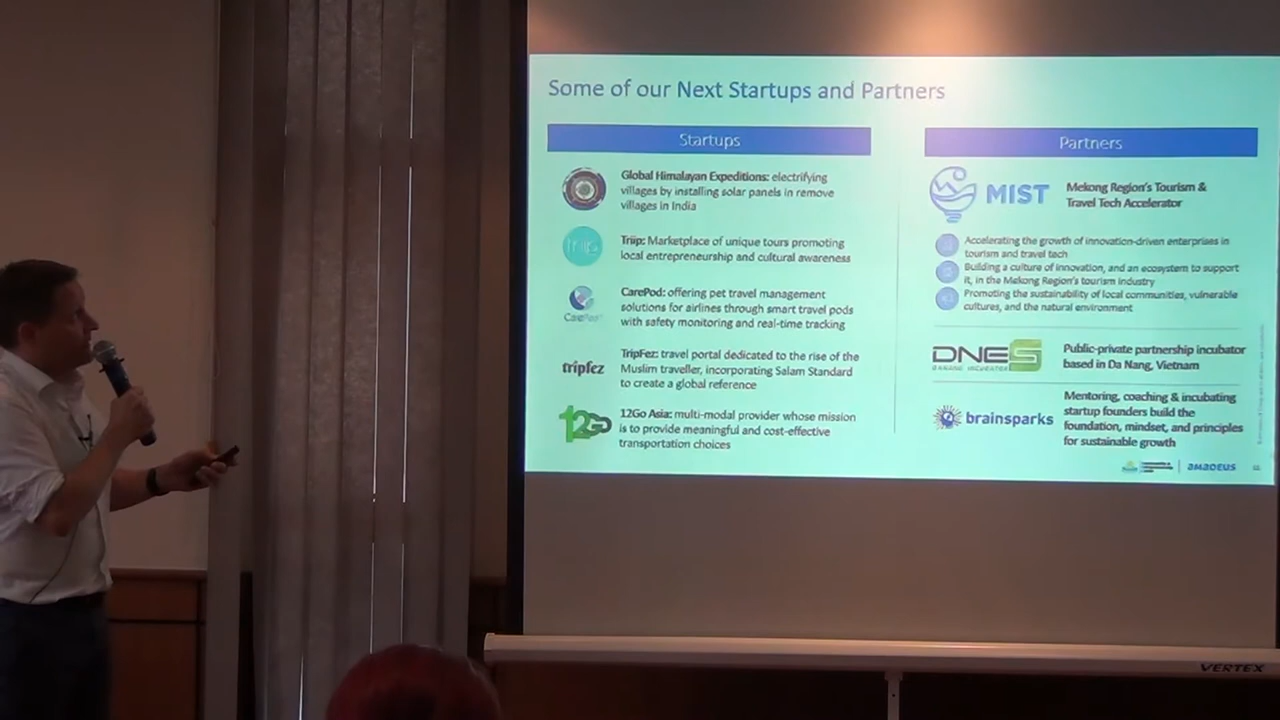 Some of our Next Startups and Partners
Startups
Global Himalayan Expeditions: electrifying
villages by installing solar panels in remove
villages in India
Triip: Marketplace of unique tours promoting
local entrepreneurship and cultural awareness
CarePod: offering pet travel management
solutions for airlines through smart travel pods
with safety monitoring and real-time tracking
CarePod
tripfez
TripFez: travel portal dedicated to the rise of the
Muslim traveller, incorporating Salam Standard
to create a global reference
12GO
12Go Asia: multi-modal provider whose mission
is to provide meaningful and cost-effective
transportation choices
Partners
MIST
Mekong Region's Tourism &
Travel Tech Accelerator
Accelerating the growth of innovation-driven enterprises in
tourism and travel tech
Building a culture of innovation, and an ecosystem to support
it, in the Mekong Region's tourism industry
Promoting the sustainability of local communities, vulnerable
cultures, and the natural environment
DNES
DANANG INCUBATOR
Public-private partnership incubator
based in Da Nang, Vietnam
brainsparks
Mentoring, coaching & incubating
startup founders build the
foundation, mindset, and principles
for sustainable growth
amadeus
VERTEX